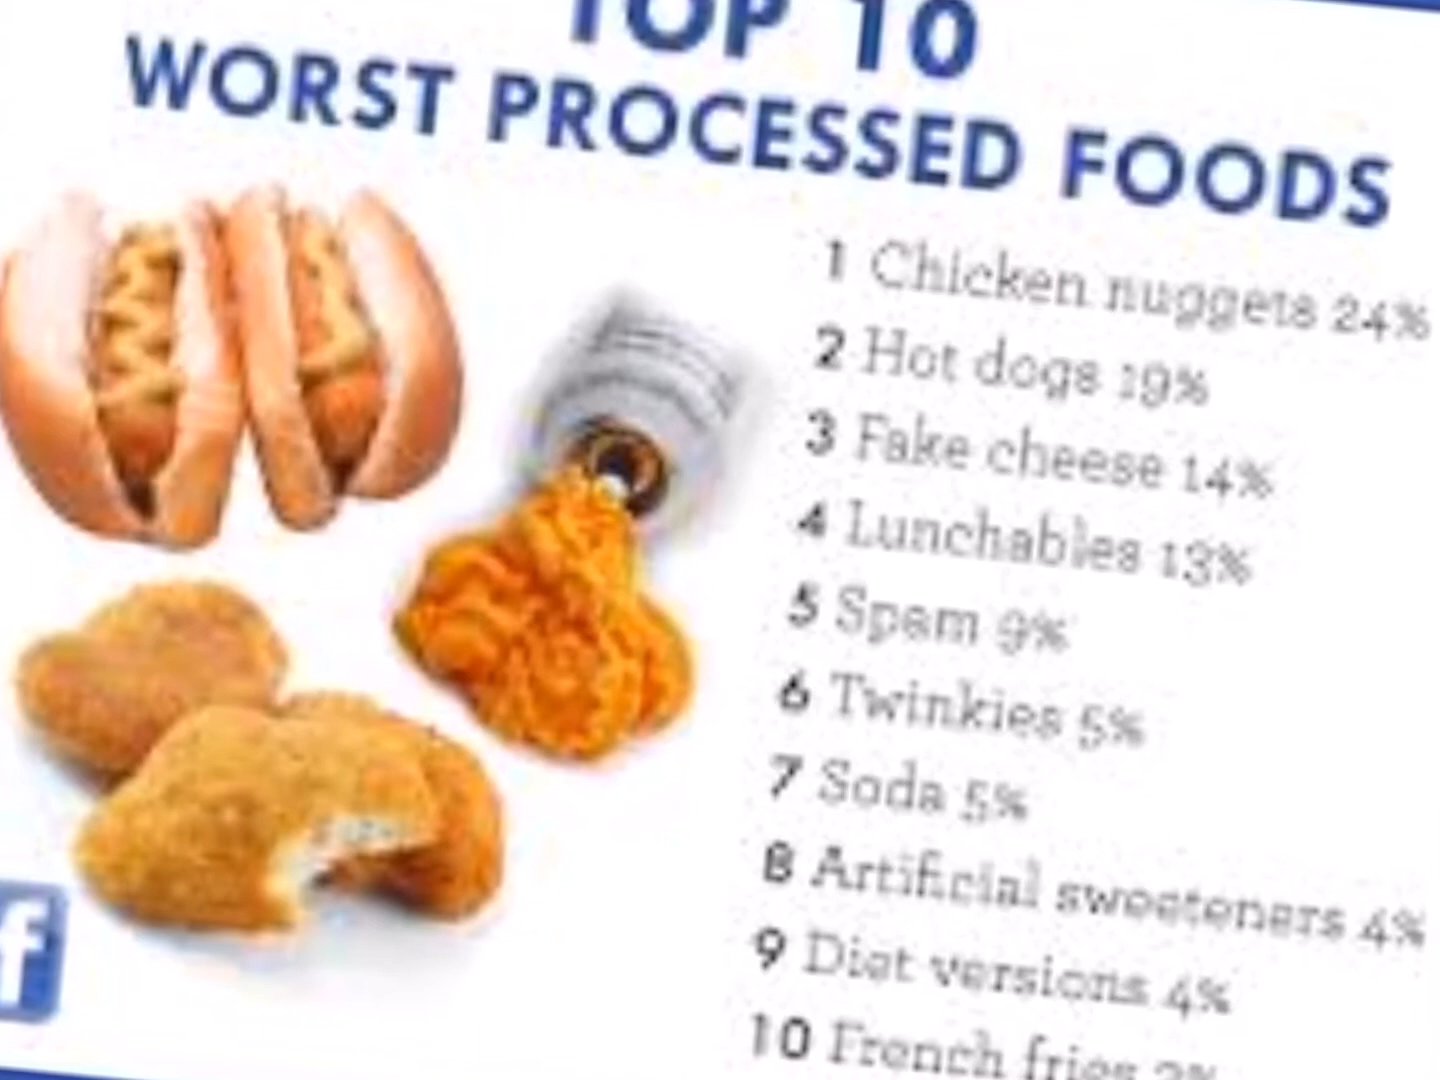 TOP 10
WORST PROCESSED FOODS
1 Chicken nuggets 24%
2 Hot dogs 19%
3 Fake cheese 14%
4 Lunchables 13%
5 Spam 9%
6 Twinkies 5%
7 Soda 5%
8 Artificial sweeteners 4%
9 Diet versions 4%
10 French fries
f